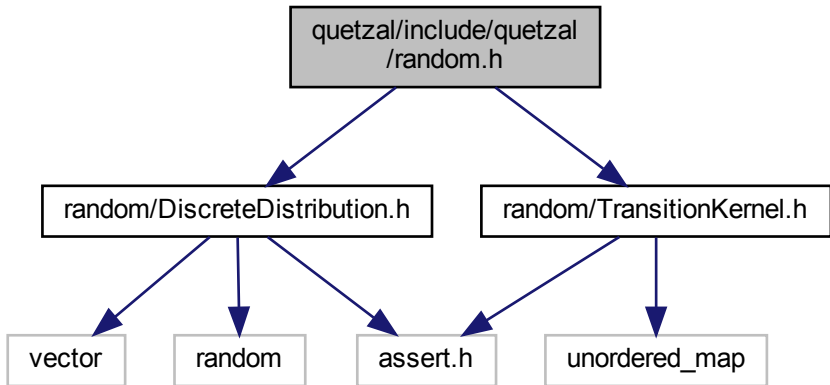 quetzal/include/quetzal
/random.h
random/DiscreteDistribution.h
random/TransitionKernel.h
vector
random
assert.h
unordered_map